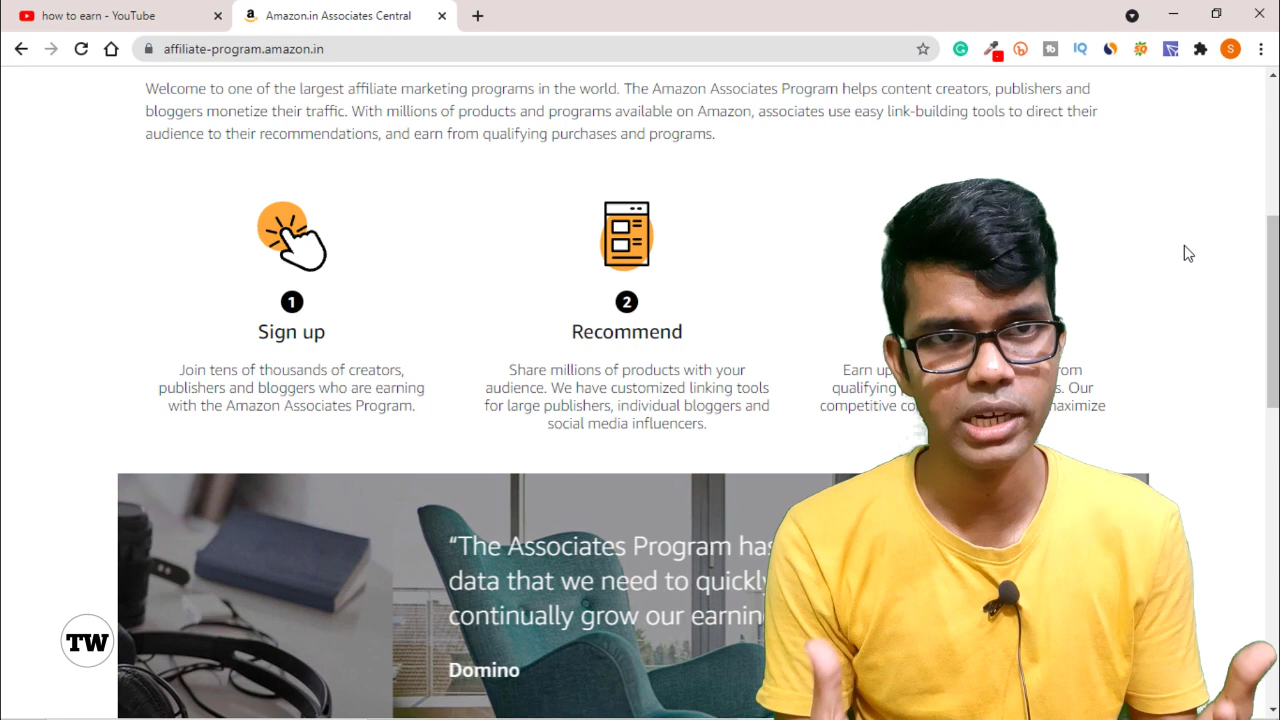 how to earn - YouTube
Amazon.in Associates Central
affiliate-program.amazon.in
IQ
S
Welcome to one of the largest affiliate marketing programs in the world. The Amazon Associates Program helps content creators, publishers and
bloggers monetize their traffic. With millions of products and programs available on Amazon, associates use easy link-building tools to direct their
audience to their recommendations, and earn from qualifying purchases and programs.
1
Sign up
Join tens of thousands of creators,
publishers and bloggers who are earning
with the Amazon Associates Program.
2
Recommend
Share millions of products with your
audience. We have customized linking tools
for large publishers, individual bloggers and
social media influencers.
Earn up
from
qualifying
Our
competitive
“The Associates Program has
data that we need to quickly
continually grow our
Domino
TW